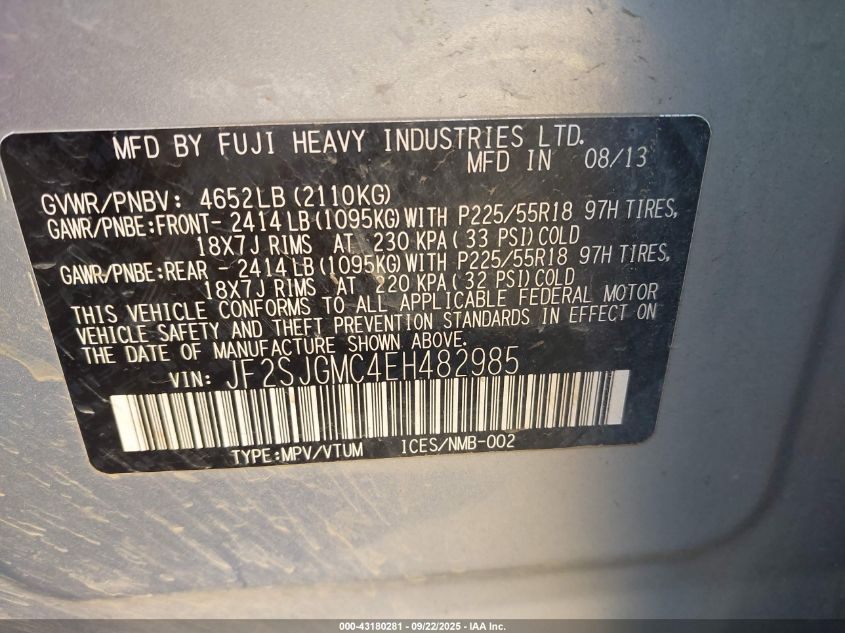 MFD BY FUJI HEAVY INDUSTRIES LTD.
MFD IN 08/13
GVWR/PNBV: 4652LB(2110KG)
GAWR/PNBE:FRONT- 2414LB(1095KG)WITH P225/55R18 97H TIRES,
18X7J RIMS AT 230 KPA(33 PSI)COLD
GAWR/PNBE:REAR - 2414LB(1095KG)WITH P225/55R18 97H TIRES,
18X7J RIMS AT 220 KPA(32 PSI)COLD
THIS VEHICLE CONFORMS TO ALL APPLICABLE FEDERAL MOTOR
VEHICLE SAFETY AND THEFT PREVENTION STANDARDS IN EFFECT ON
THE DATE OF MANUFACTURE SHOWN ABOVE.
VIN: JF2SJGMC4EH482985
TYPE:MPV/VTUM ICES/NMB-002
000-43180281 - 09/22/2025 - IAA Inc.